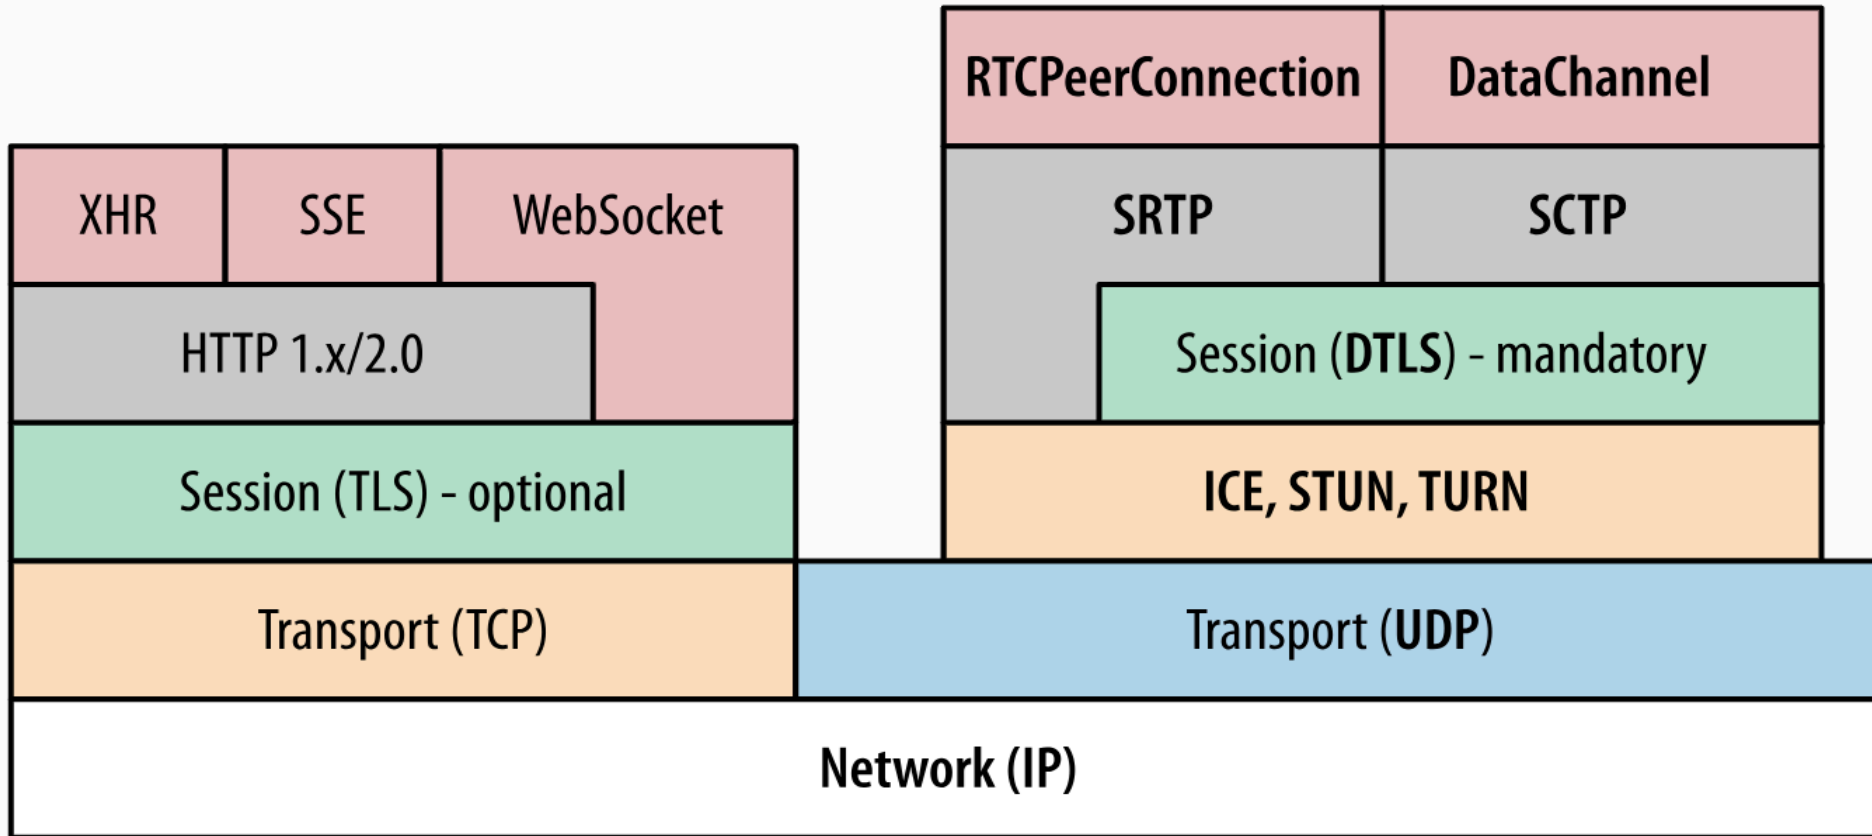 RTCPeerConnection
DataChannel
XHR
SSE
WebSocket
SRTP
SCTP
HTTP 1.x/2.0
Session (DTLS) - mandatory
Session (TLS) - optional
ICE, STUN, TURN
Transport (TCP)
Transport (UDP)
Network (IP)